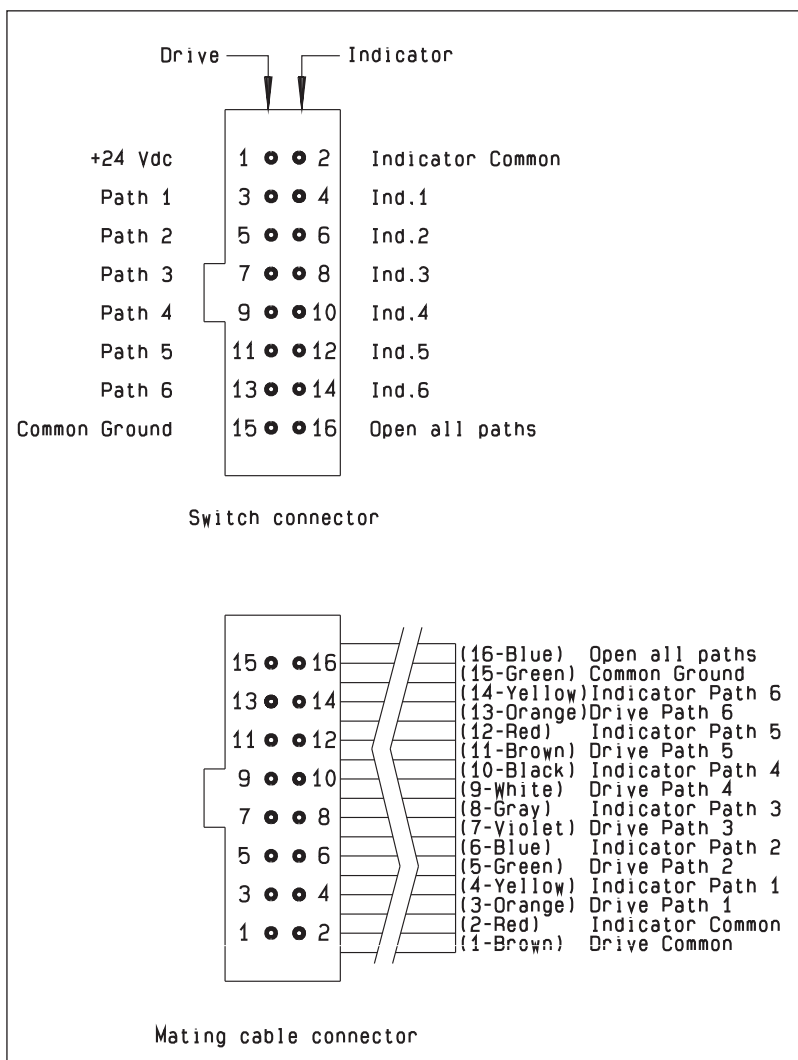 Drive Indicator
+24 Vdc 1 2 Indicator Common
Path 1 3 4 Ind.1
Path 2 5 6 Ind.2
Path 3 7 8 Ind.3
Path 4 9 10 Ind.4
Path 5 11 12 Ind.5
Path 6 13 14 Ind.6
Common Ground 15 16 Open all paths
Switch connector
15 16
13 14
11 12
9 10
7 8
5 6
3 4
1 2
(16-Blue) Open all paths
(15-Green) Common Ground
(14-Yellow) Indicator Path 6
(13-Orange) Drive Path 6
(12-Red) Indicator Path 5
(11-Brown) Drive Path 5
(10-Black) Indicator Path 4
(9-White) Drive Path 4
(8-Gray) Indicator Path 3
(7-Violet) Drive Path 3
(6-Blue) Indicator Path 2
(5-Green) Drive Path 2
(4-Yellow) Indicator Path 1
(3-Orange) Drive Path 1
(2-Red) Indicator Common
(1-Brown) Drive Common
Mating cable connector